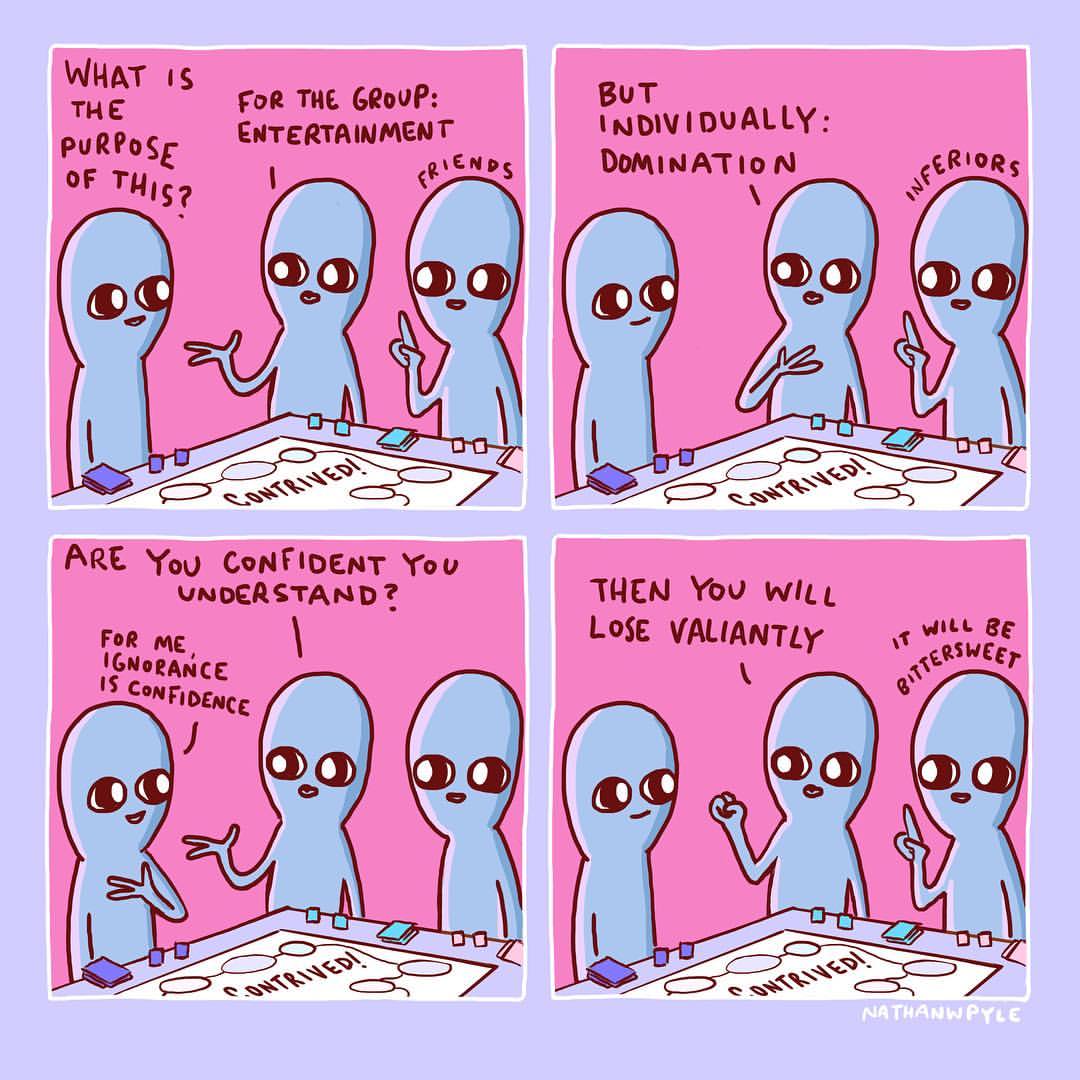 WHAT IS
THE
PURPOSE
OF THIS?
FOR THE GROUP:
ENTERTAINMENT
FRIENDS
CONTRIVED!
BUT
INDIVIDUALLY:
DOMINATION
INFERIORS
CONTRIVED!
ARE YOU CONFIDENT YOU
UNDERSTAND?
FOR ME,
IGNORANCE
IS CONFIDENCE
CONTRIVED!
THEN YOU WILL
LOSE VALIANTLY
IT WILL BE
BITTERSWEET
CONTRIVED!
NATHANWPYLE